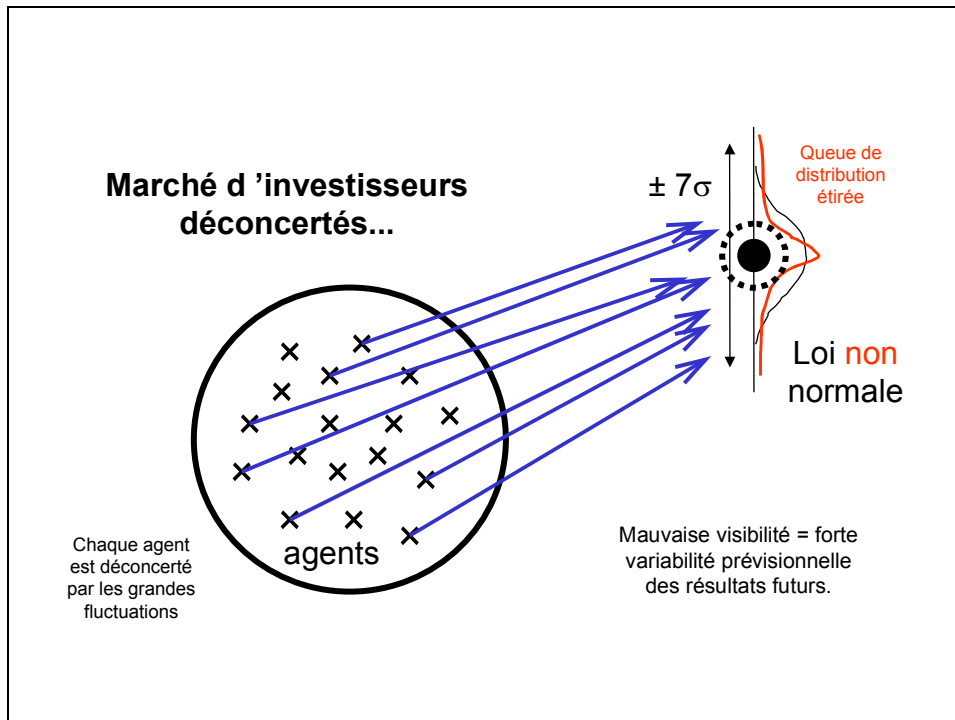 Marché d ’investisseurs
déconcertés...
± 7σ
Queue de
distribution
étirée
Loi non
normale
agents
Chaque agent
est déconcerté
par les grandes
fluctuations
Mauvaise visibilité = forte
variabilité prévisionnelle
des résultats futurs.